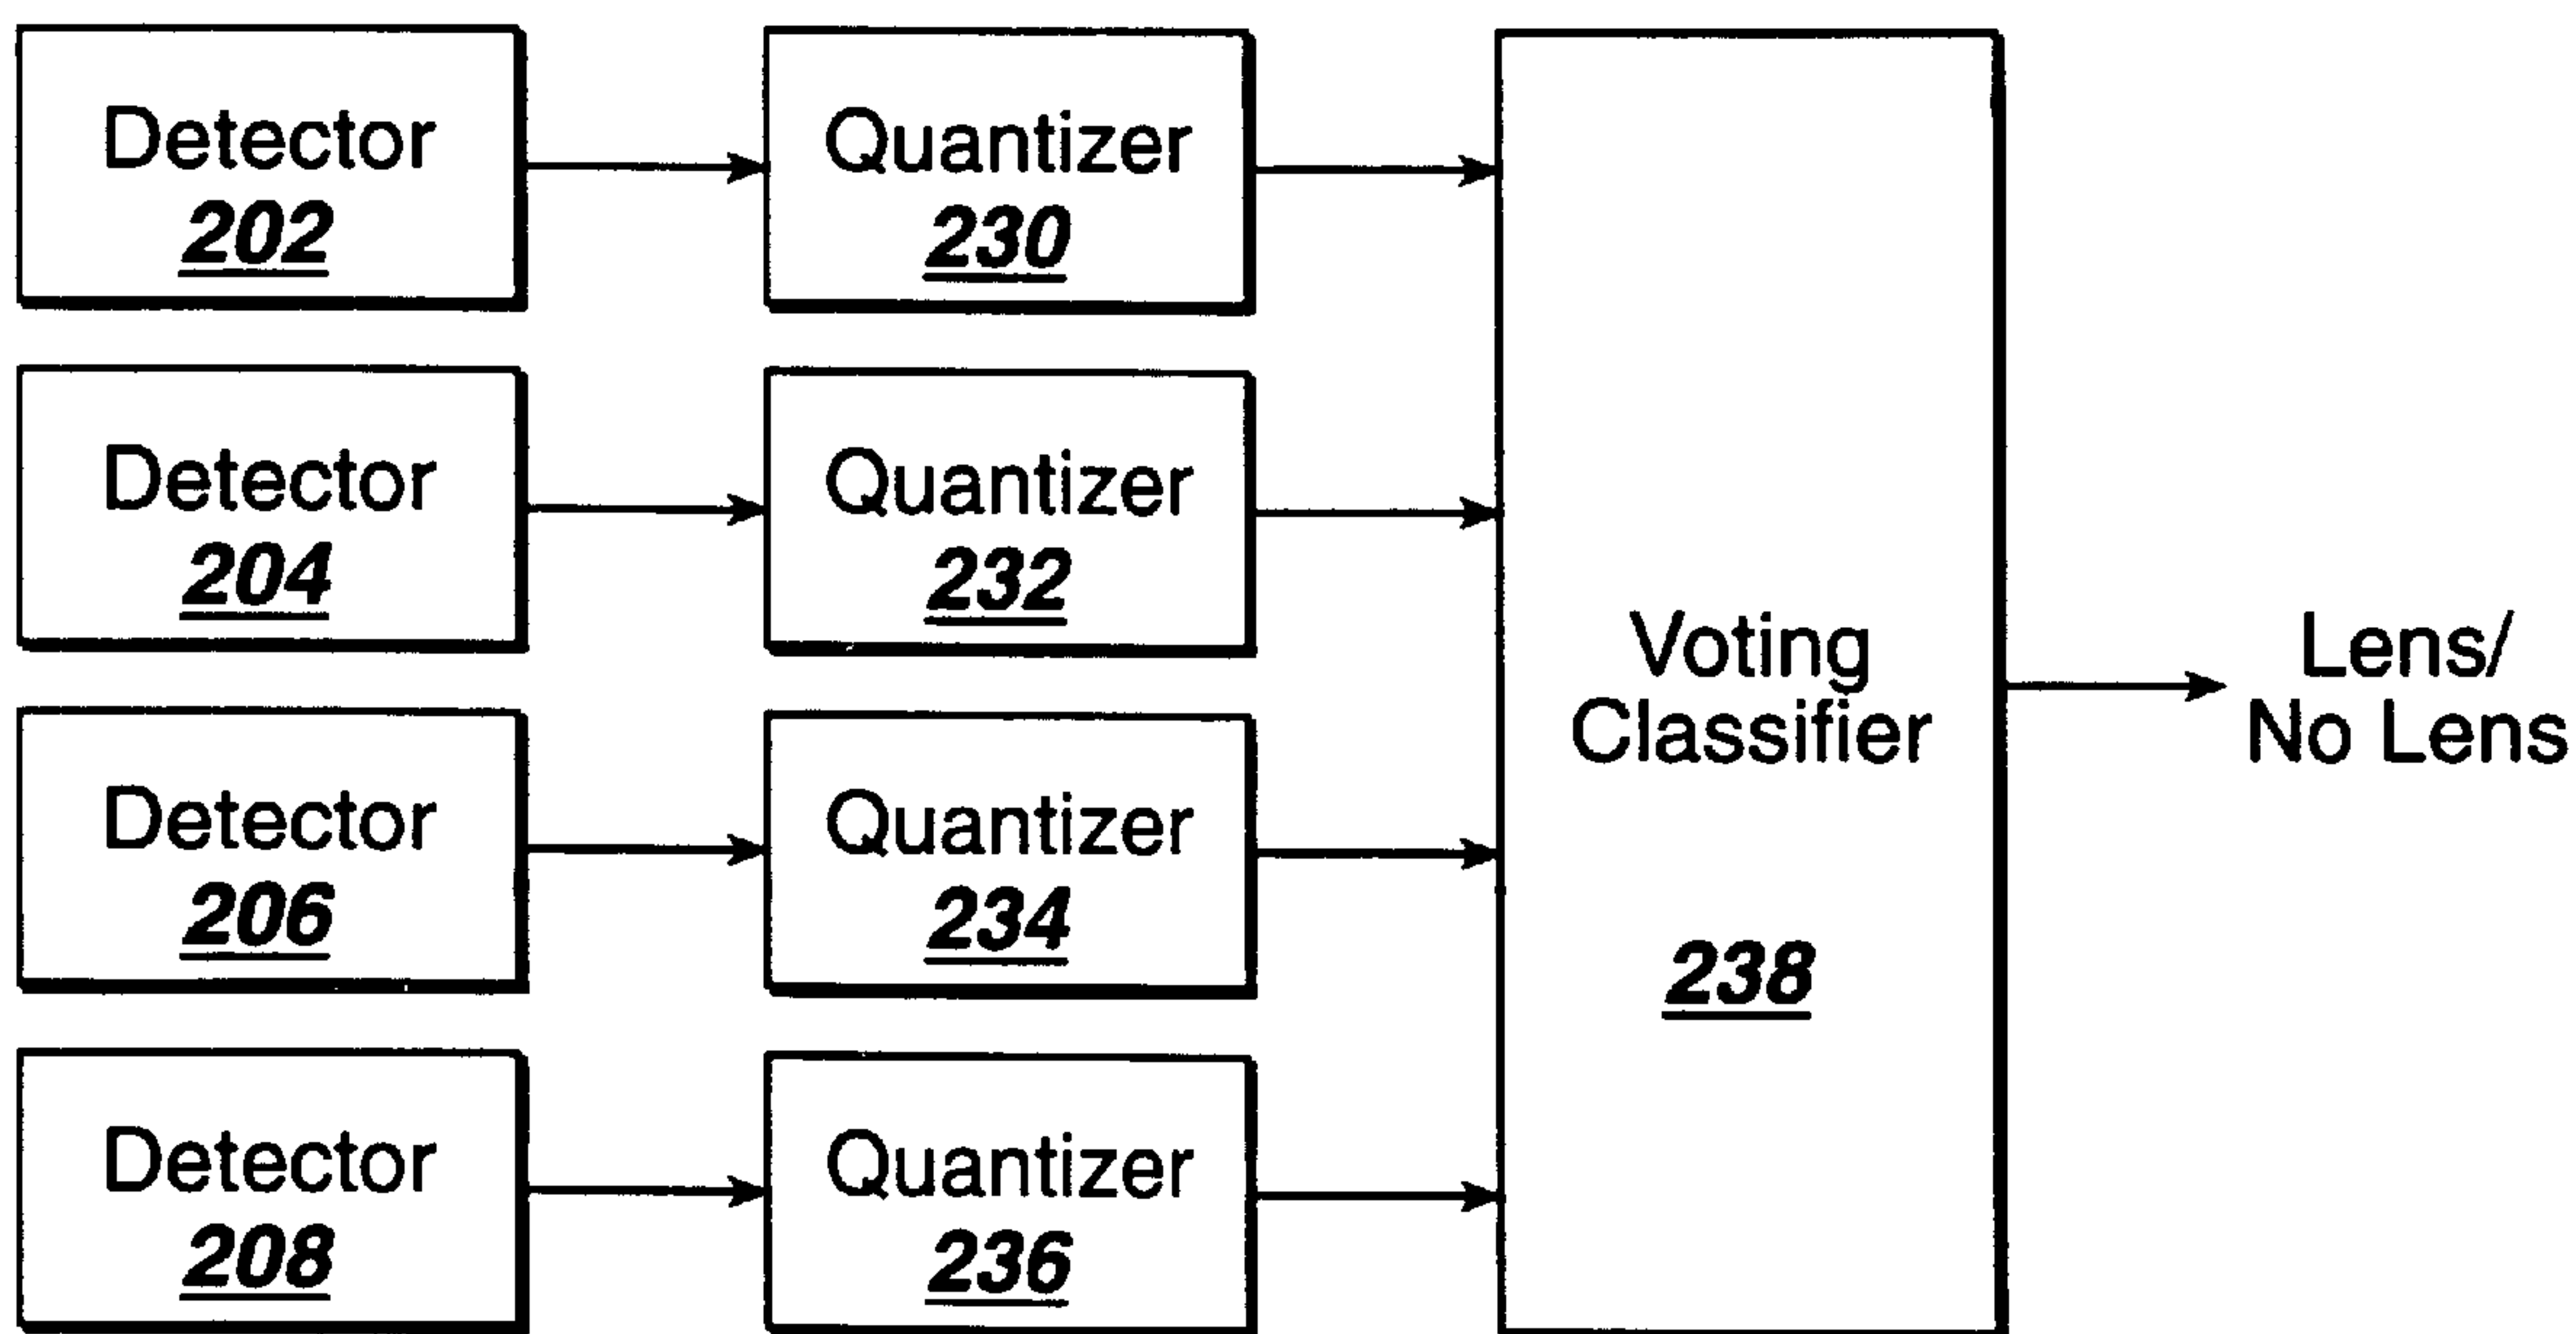 Detector
202
Quantizer
230
Detector
204
Quantizer
232
Detector
206
Quantizer
234
Detector
208
Quantizer
236
Voting
Classifier
238
Lens/
No Lens